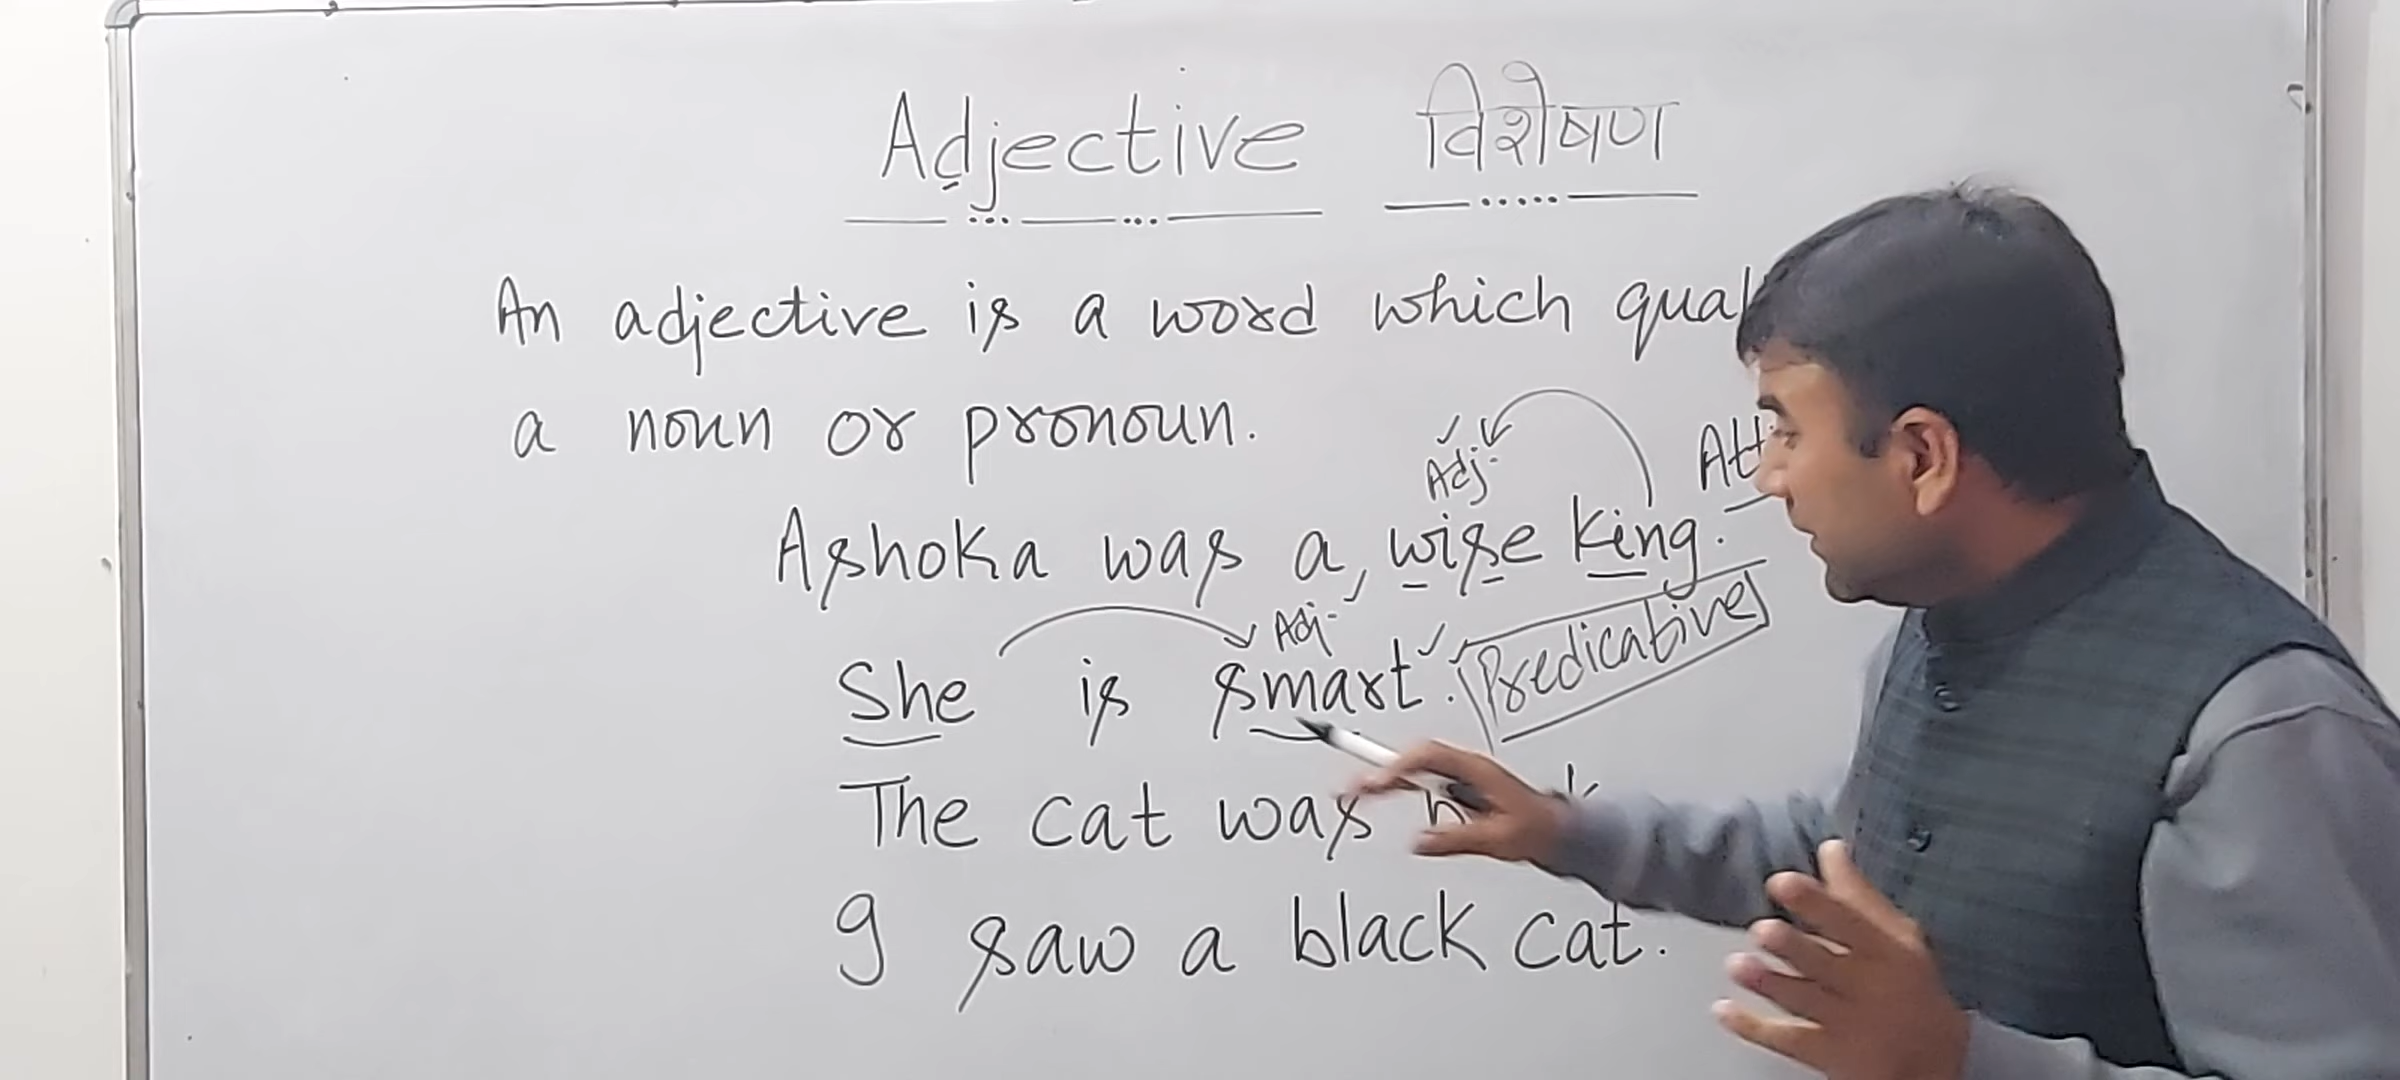 Adjective विशेषण
An adjective is a word which
a noun or pronoun.
Adj.
Ashoka was a wise king.
Adj.
She is smart. Predicative
The cat was
I saw a black cat.